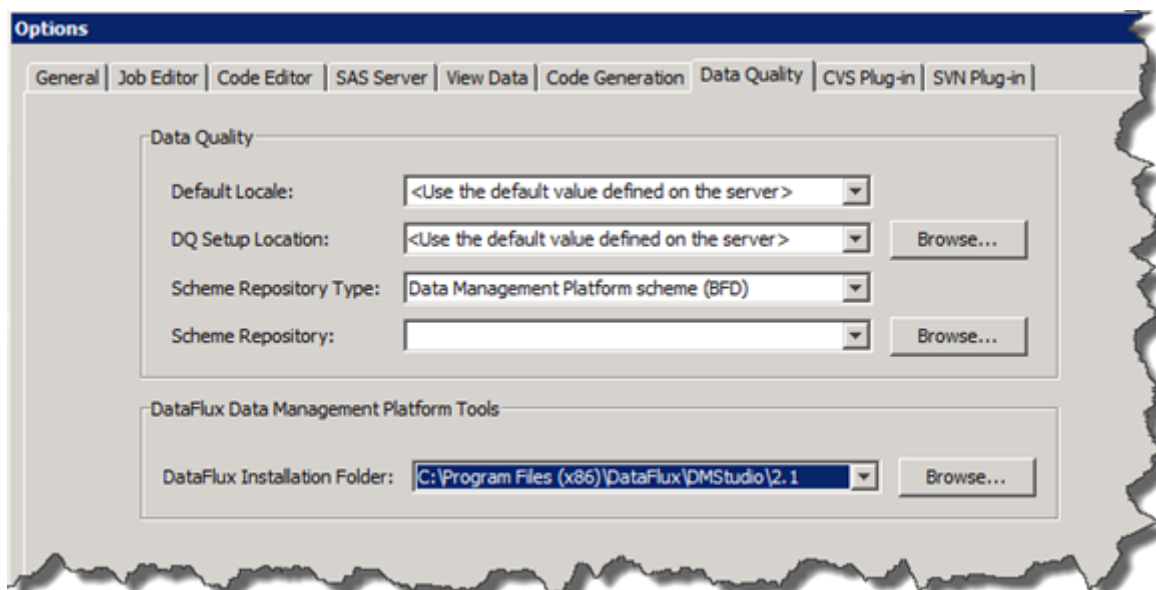 Options
General Job Editor Code Editor SAS Server View Data Code Generation Data Quality CVS Plug-in SVN Plug-in
Data Quality
Default Locale: <Use the default value defined on the server>
DQ Setup Location: <Use the default value defined on the server> Browse...
Scheme Repository Type: Data Management Platform scheme (BFD)
Scheme Repository: Browse...
DataFlux Data Management Platform Tools
DataFlux Installation Folder: C:\Program Files (x86)\DataFlux\DMStudio\2.1 Browse...